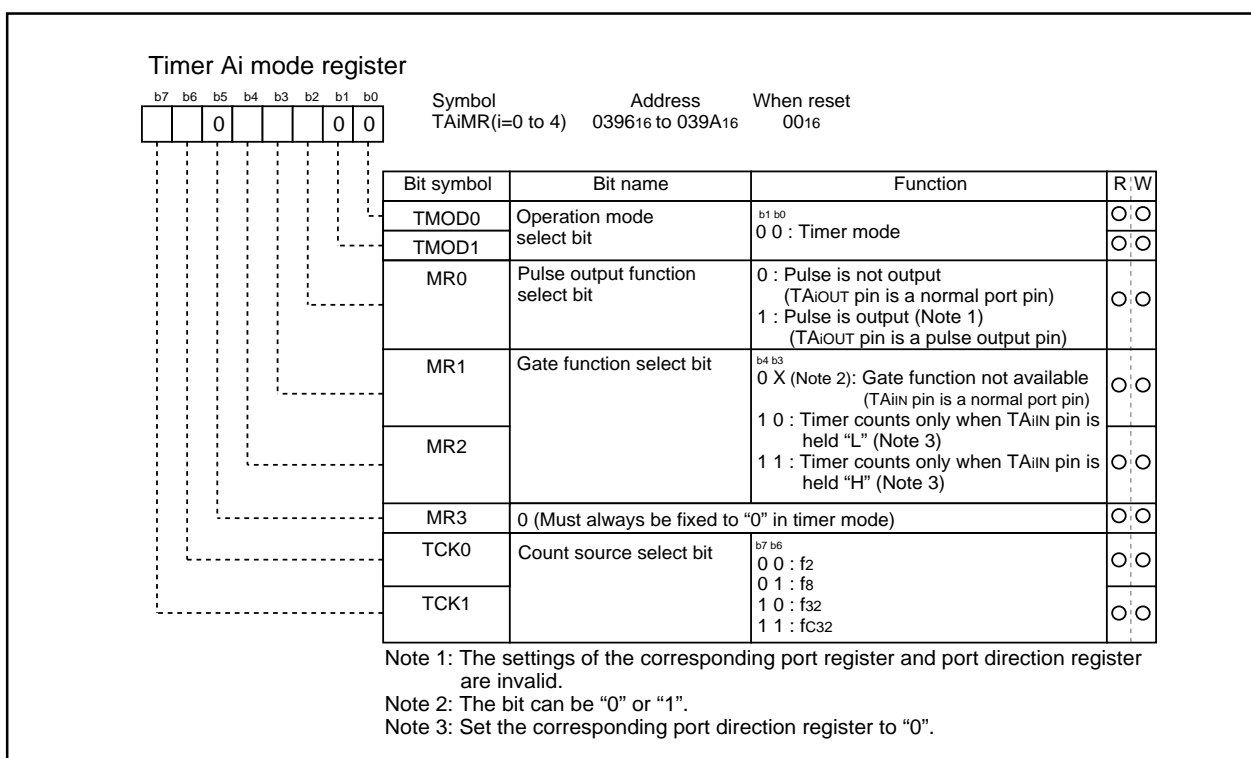 Timer Ai mode register
b7 b6 b5 b4 b3 b2 b1 b0
0 0 0
Symbol Address When reset
TAiMR(i=0 to 4) 039616 to 039A16 0016
Bit symbol Bit name Function R W
TMOD0 Operation mode
select bit
b1 b0
0 0 : Timer mode
TMOD1
MR0 Pulse output function
select bit
0 : Pulse is not output
(TAiOUT pin is a normal port pin)
1 : Pulse is output (Note 1)
(TAiOUT pin is a pulse output pin)
MR1 Gate function select bit
b4 b3
0 X (Note 2): Gate function not available
(TAiIN pin is a normal port pin)
1 0 : Timer counts only when TAiIN pin is
held “L” (Note 3)
MR2
1 1 : Timer counts only when TAiIN pin is
held “H” (Note 3)
MR3 0 (Must always be fixed to “0” in timer mode)
TCK0 Count source select bit
b7 b6
0 0 : f2
0 1 : f8
TCK1
1 0 : f32
1 1 : fC32
Note 1: The settings of the corresponding port register and port direction register
are invalid.
Note 2: The bit can be “0” or “1”.
Note 3: Set the corresponding port direction register to “0”.